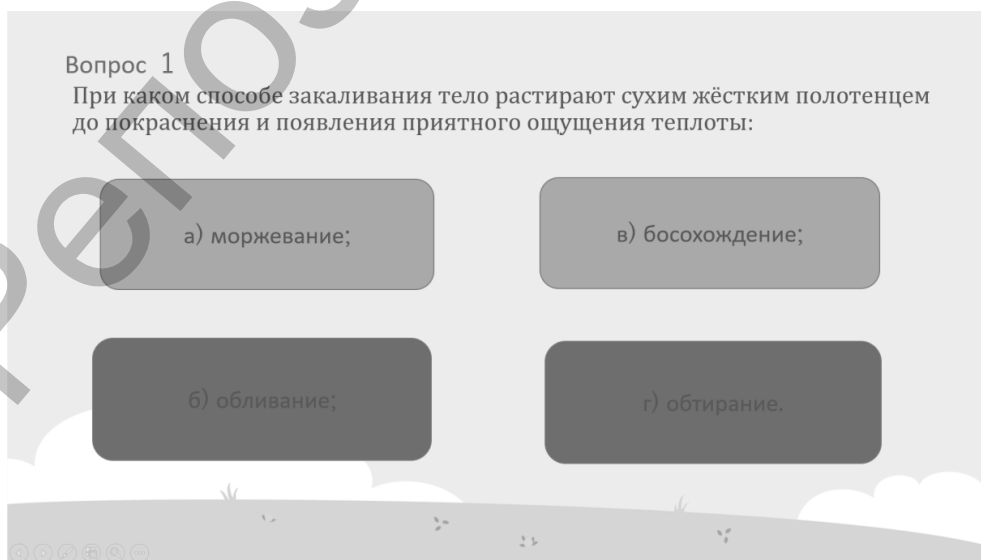 Вопрос 1
При каком способе закаливания тело растирают сухим жёстким полотенцем
до покраснения и появления приятного ощущения теплоты:
а) моржевание;
в) босохождение;
б) обливание;
г) обтирание.